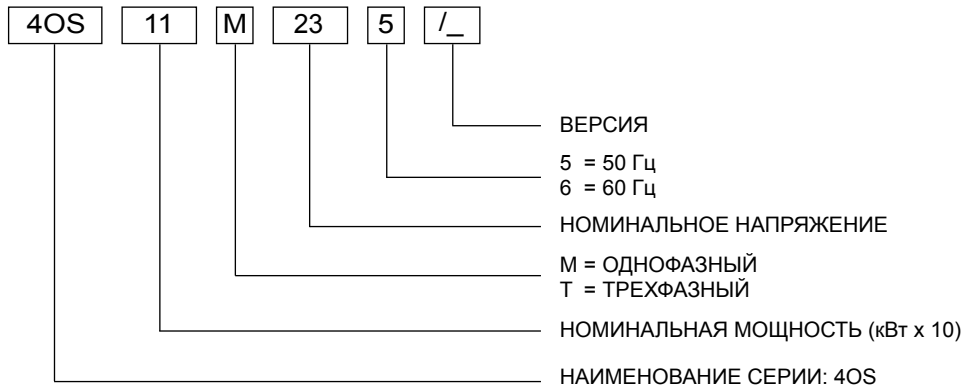 4OS 11 M 23 5 /_
ВЕРСИЯ
5 = 50 Гц
6 = 60 Гц
НОМИНАЛЬНОЕ НАПРЯЖЕНИЕ
М = ОДНОФАЗНЫЙ
Т = ТРЕХФАЗНЫЙ
НОМИНАЛЬНАЯ МОЩНОСТЬ (кВт х 10)
НАИМЕНОВАНИЕ СЕРИИ: 4OS